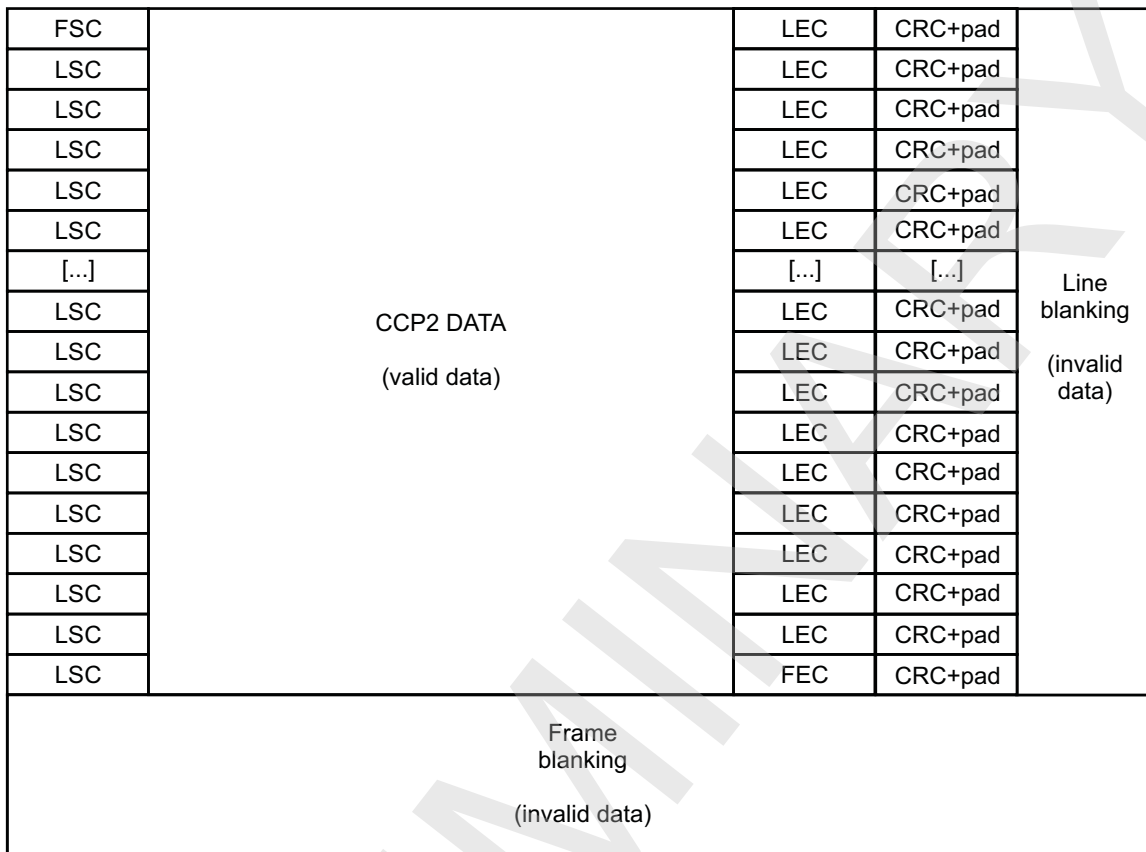 FSC LEC CRC+pad
LSC LEC CRC+pad
LSC LEC CRC+pad
LSC LEC CRC+pad
LSC LEC CRC+pad
LSC LEC CRC+pad
[...] [...] [...]
LSC LEC CRC+pad
LSC LEC CRC+pad
LSC LEC CRC+pad
LSC LEC CRC+pad
LSC LEC CRC+pad
LSC LEC CRC+pad
LSC LEC CRC+pad
LSC LEC CRC+pad
LSC LEC CRC+pad
LSC FEC CRC+pad
CCP2 DATA
(valid data)
Line
blanking
(invalid
data)
Frame
blanking
(invalid data)
MINARY